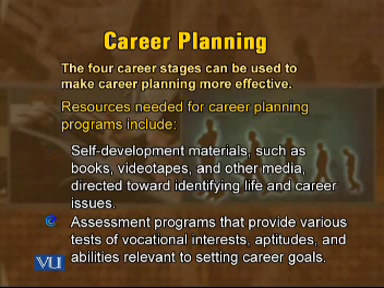 Career Planning
The four career stages can be used to
make career planning more effective.
Resources needed for career planning
programs include:
Self-development materials, such as
books, videotapes, and other media,
directed toward identifying life and career
issues.
Assessment programs that provide various
tests of vocational interests, aptitudes, and
abilities relevant to setting career goals.
VU